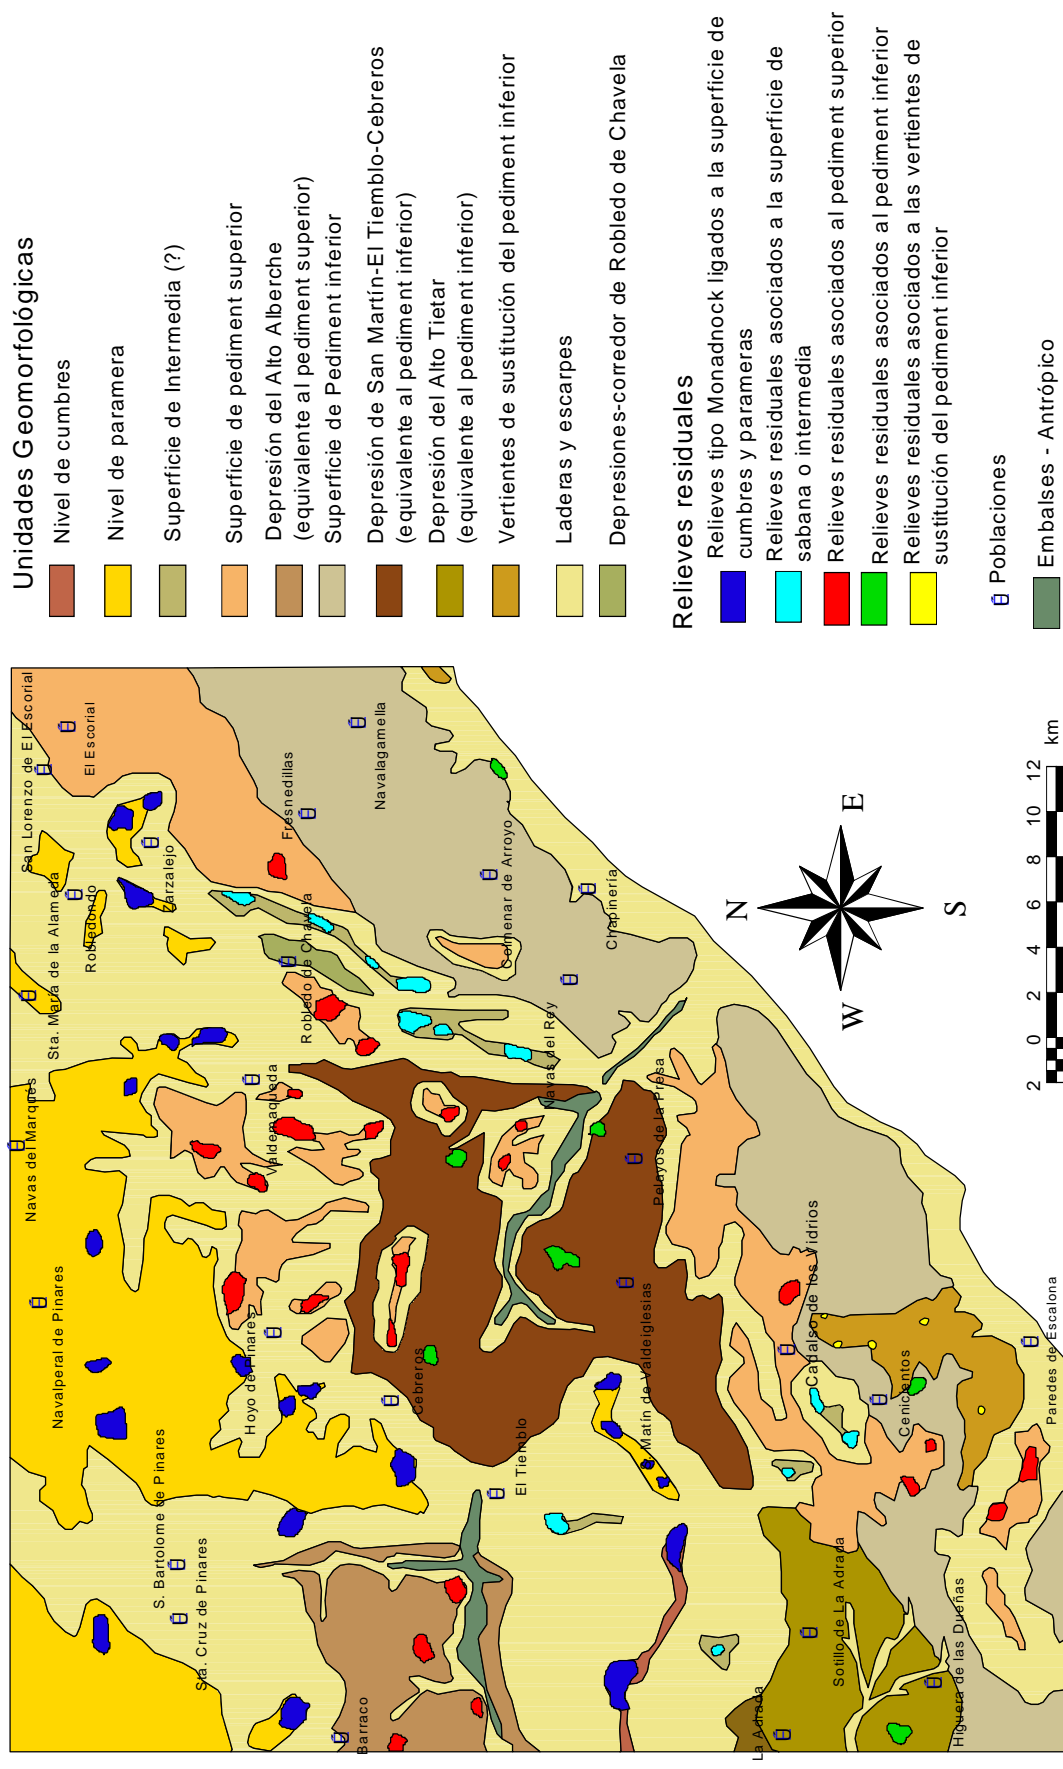 Unidades Geomorfológicas
Nivel de cumbres
Nivel de paramera
Superficie de Intermedia (?)
Superficie de pediment superior
Depresión del Alto Alberche
(equivalente al pediment superior)
Superficie de Pediment inferior
Depresión de San Martín-El Tiemblo-Cebreros
(equivalente al pediment inferior)
Depresión del Alto Tietar
(equivalente al pediment inferior)
Vertientes de sustitución del pediment inferior
Laderas y escarpes
Depresiones-corredor de Robledo de Chavela
Relieves residuales
Relieves tipo Monadnock ligados a la superficie de
cumbres y parameras
Relieves residuales asociados a la superficie de
sabana o intermedia
Relieves residuales asociados al pediment superior
Relieves residuales asociados al pediment inferior
Relieves residuales asociados a las vertientes de
sustitución del pediment inferior
Poblaciones
Embalses - Antrópico
San Lorenzo de El Escorial
El Escorial
Sta. María de la Alameda
Robledondo
Zarzalejo
Fresnedillas
Navalagamella
Robledo de Chavela
Colmenar de Arroyo
Chapinería
Navas del Rey
Navas del Marqués
Valdemaqueda
Pelayos de la Presa
Navalperal de Pinares
Hoyo de Pinares
Cebreros
S. Matín de Valdeiglesias
Cadalso de los Vidrios
Cenicientos
Paredes de Escalona
S. Bartolome de Pinares
Sta. Cruz de Pinares
El Tiemblo
Barraco
La Adrada
Sotillo de La Adrada
Higuera de las Dueñas
N
E
S
W
2 0 2 4 6 8 10 12
km